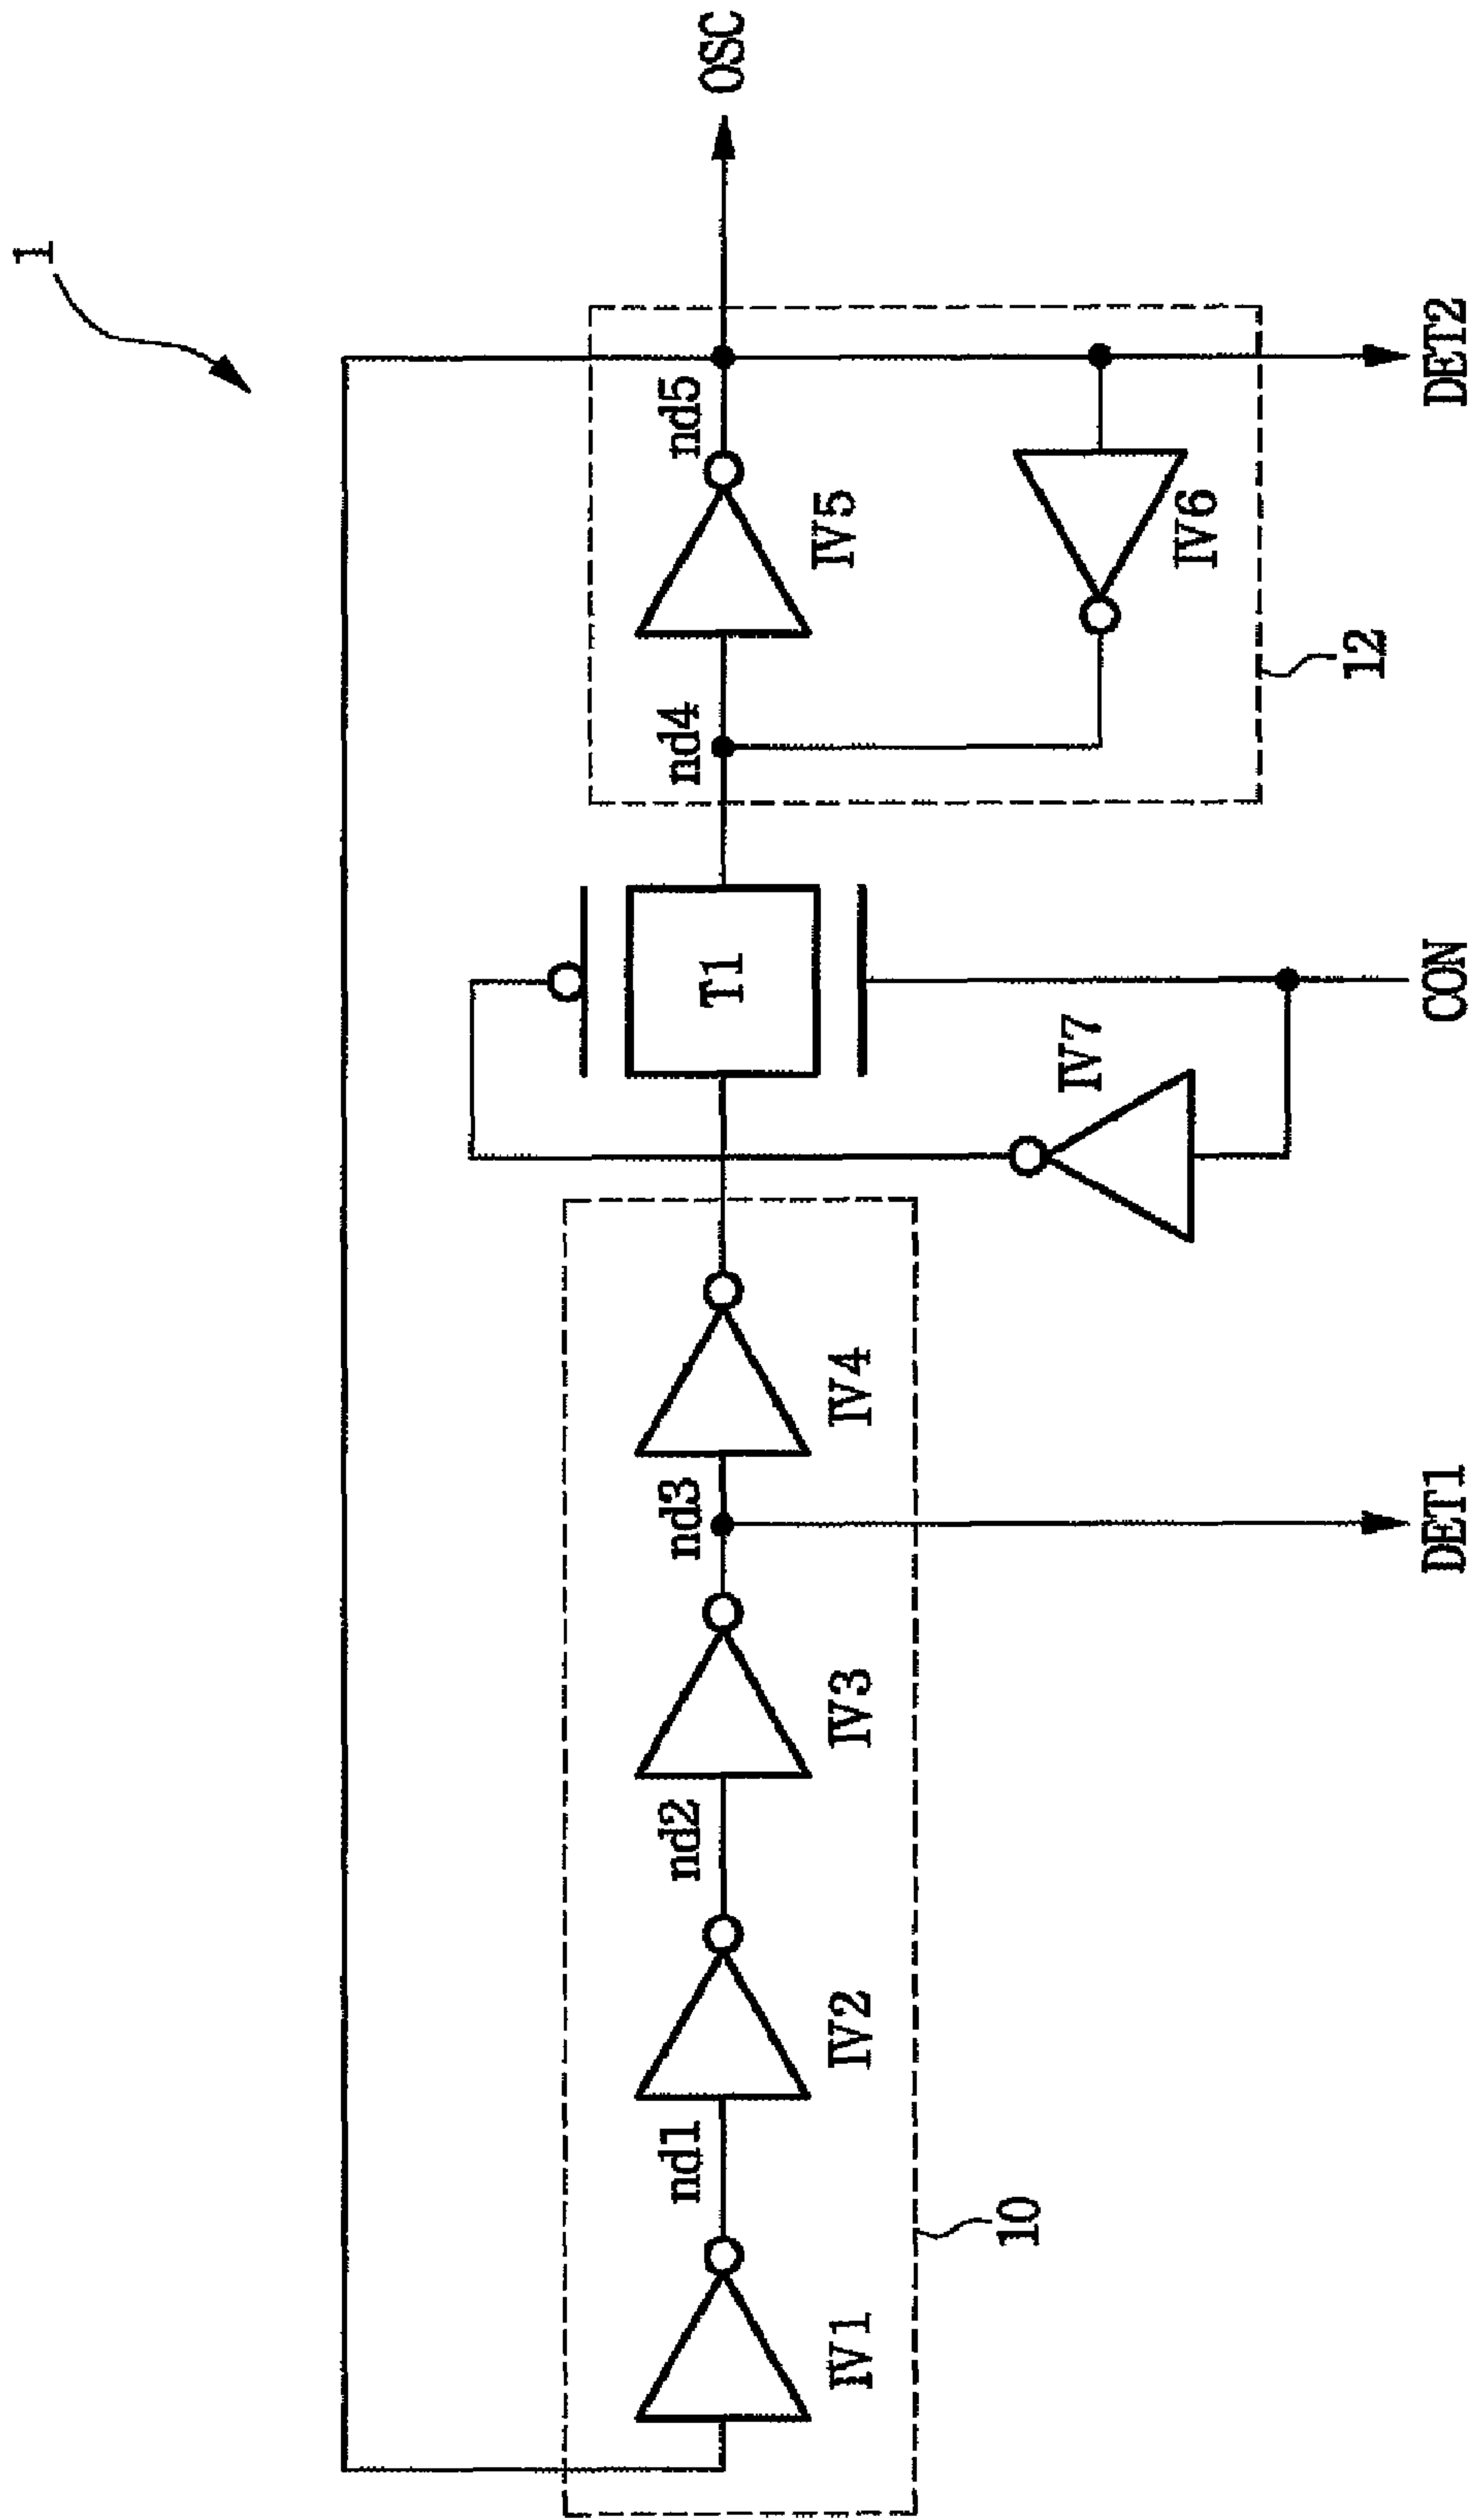 1
OSC
nd5
IV5
DET2
IV6
nd4
12
T1
CON
IV7
IV4
nd3
DET1
IV3
nd2
IV2
nd1
10
IV1